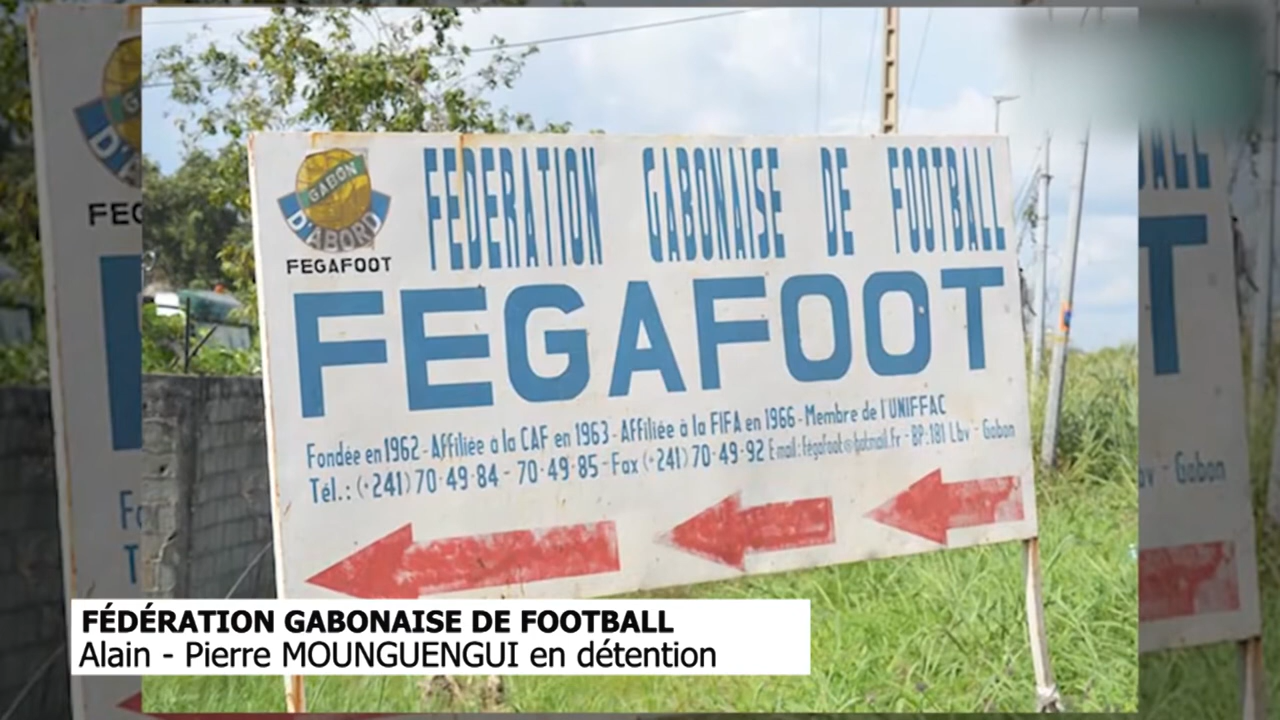 GABON
D'ABORD
FEGAFOOT
FEDERATION GABONAISE DE FOOTBALL
FEGAFOOT
Fondée en 1962 - Affiliée à la CAF en 1963 - Affiliée à la FIFA en 1966 - Membre de l'UNIFFAC
Tél.: (+241) 70-49-84 - 70-49-85 - Fax (+241) 70-49-92 Email: fegafoot@hotmail.fr - BP:181 Lbv - Gabon
FÉDÉRATION GABONAISE DE FOOTBALL
Alain - Pierre MOUNGUENGUI en détention